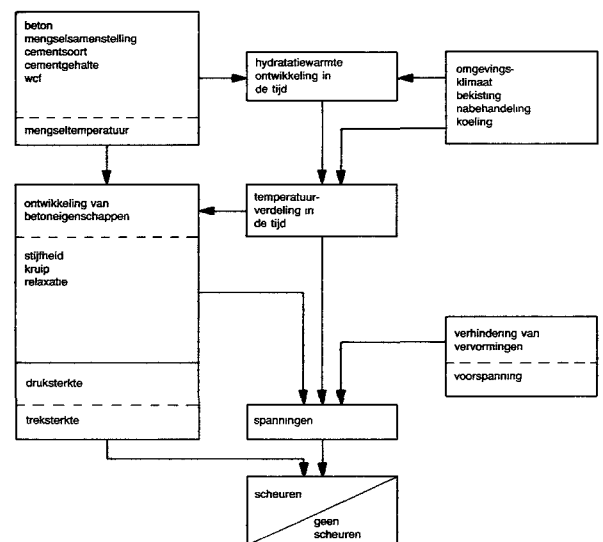 beton
mengselsamenstelling
cementsoort
cementgehalte
wcf
mengseltemperatuur
hydratatiewarmte
ontwikkeling in
de tijd
omgevings-
klimaat
bekisting
nabehandeling
koeling
ontwikkeling van
betoneigenschappen
stijfheid
kruip
relaxatie
druksterkte
treksterkte
temperatuur-
verdeling in
de tijd
verhindering van
vervormingen
voorspanning
spanningen
scheuren
geen
scheuren